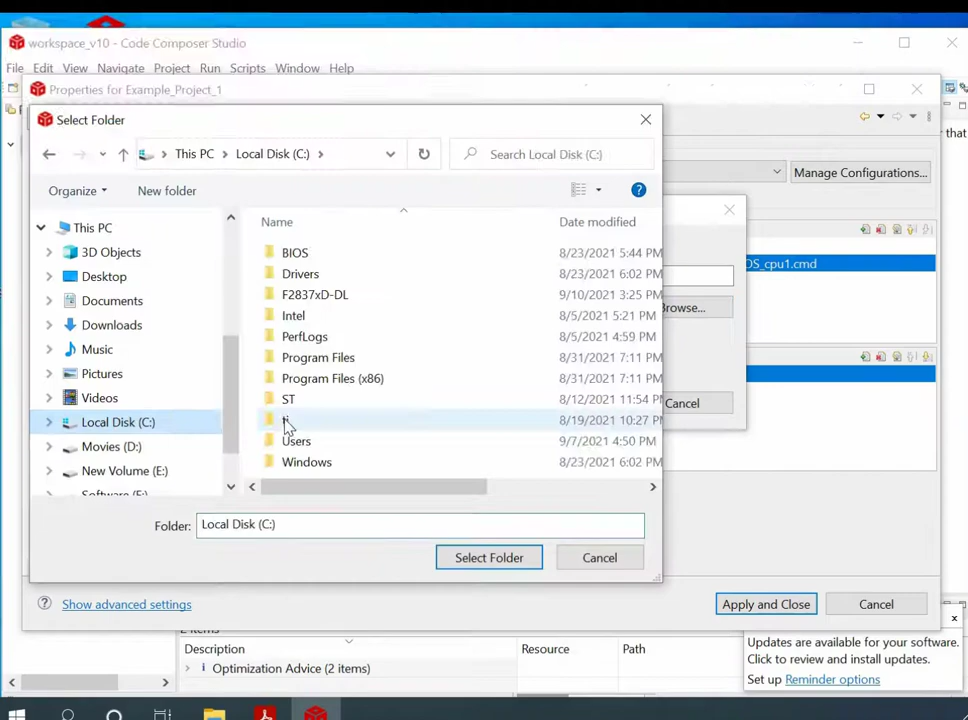 workspace_v10 - Code Composer Studio
File Edit View Navigate Project Run Scripts Window Help
Properties for Example_Project_1
Select Folder
This PC > Local Disk (C:) >
Search Local Disk (C:)
Manage Configurations...
Organize
New folder
Name
Date modified
This PC
3D Objects
Desktop
Documents
Downloads
Music
Pictures
Videos
Local Disk (C:)
Movies (D:)
New Volume (E:)
Software (F:)
BIOS 8/23/2021 5:44 PM
Drivers 8/23/2021 6:02 PM
F2837xD-DL 9/10/2021 3:25 PM
Intel 8/5/2021 5:21 PM
PerfLogs 8/5/2021 4:59 PM
Program Files 8/31/2021 7:11 PM
Program Files (x86) 8/31/2021 7:11 PM
ST 8/12/2021 11:54 PM
ti 8/19/2021 10:27 PM
Users 9/7/2021 4:50 PM
Windows 8/23/2021 6:02 PM
Folder: Local Disk (C:)
Select Folder
Cancel
that
OS_cpu1.cmd
Browse...
Cancel
Show advanced settings
Apply and Close
Cancel
2 items
Description
Resource
Path
Optimization Advice (2 items)
Updates are available for your software.
Click to review and install updates.
Set up Reminder options